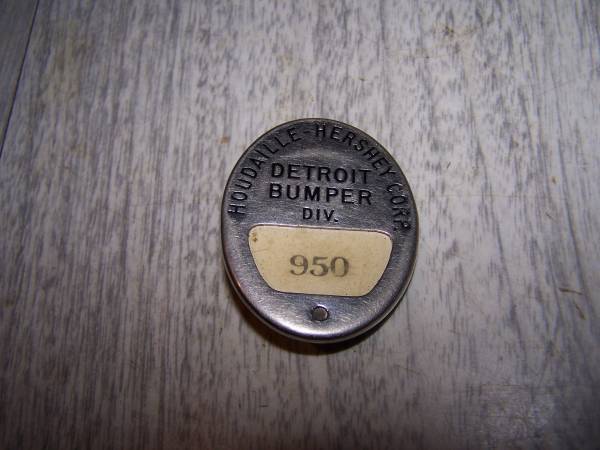 HOUDAILLE-HERSHEY CORP.
DETROIT
BUMPER
DIV.
950